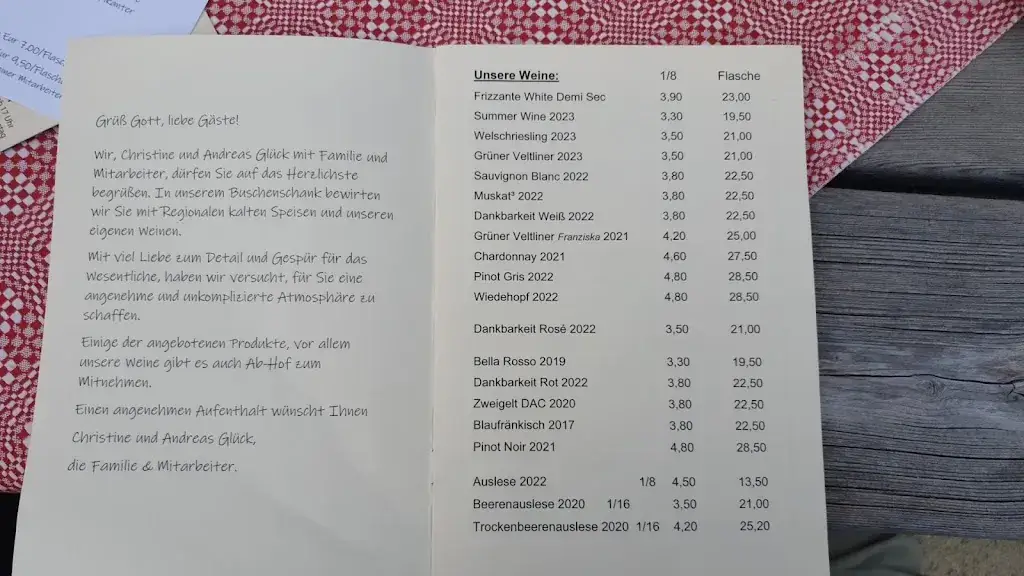 Eur 7,00/Flasc
9,50/Flasch
Mitarbeiter
17 Uhr
Grüß Gott, liebe Gäste!
Wir, Christine und Andreas Glück mit Familie und
Mitarbeiter, dürfen Sie auf das Herzlichste
begrüßen. In unserem Buschenschank bewirten
wir Sie mit Regionalen kalten Speisen und unseren
eigenen Weinen.
Mit viel Liebe zum Detail und Gespür für das
Wesentliche, haben wir versucht, für Sie eine
angenehme und unkomplizierte Atmosphäre zu
schaffen.
Einige der angebotenen Produkte, vor allem
unsere Weine gibt es auch Ab-Hof zum
Mitnehmen.
Einen angenehmen Aufenthalt wünscht Ihnen
Christine und Andreas Glück,
die Familie & Mitarbeiter.
Unsere Weine: 1/8 Flasche
Frizzante White Demi Sec 3,90 23,00
Summer Wine 2023 3,30 19,50
Welschriesling 2023 3,50 21,00
Grüner Veltliner 2023 3,50 21,00
Sauvignon Blanc 2022 3,80 22,50
Muskat³ 2022 3,80 22,50
Dankbarkeit Weiß 2022 3,80 22,50
Grüner Veltliner Franziska 2021 4,20 25,00
Chardonnay 2021 4,60 27,50
Pinot Gris 2022 4,80 28,50
Wiedehopf 2022 4,80 28,50
Dankbarkeit Rosè 2022 3,50 21,00
Bella Rosso 2019 3,30 19,50
Dankbarkeit Rot 2022 3,80 22,50
Zweigelt DAC 2020 3,80 22,50
Blaufränkisch 2017 3,80 22,50
Pinot Noir 2021 4,80 28,50
Auslese 2022 1/8 4,50 13,50
Beerenauslese 2020 1/16 3,50 21,00
Trockenbeerenauslese 2020 1/16 4,20 25,20